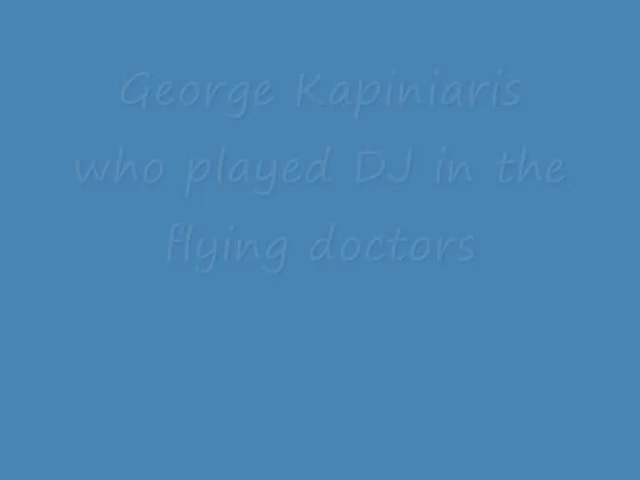 George Kapiniaris
who played DJ in the
flying doctors